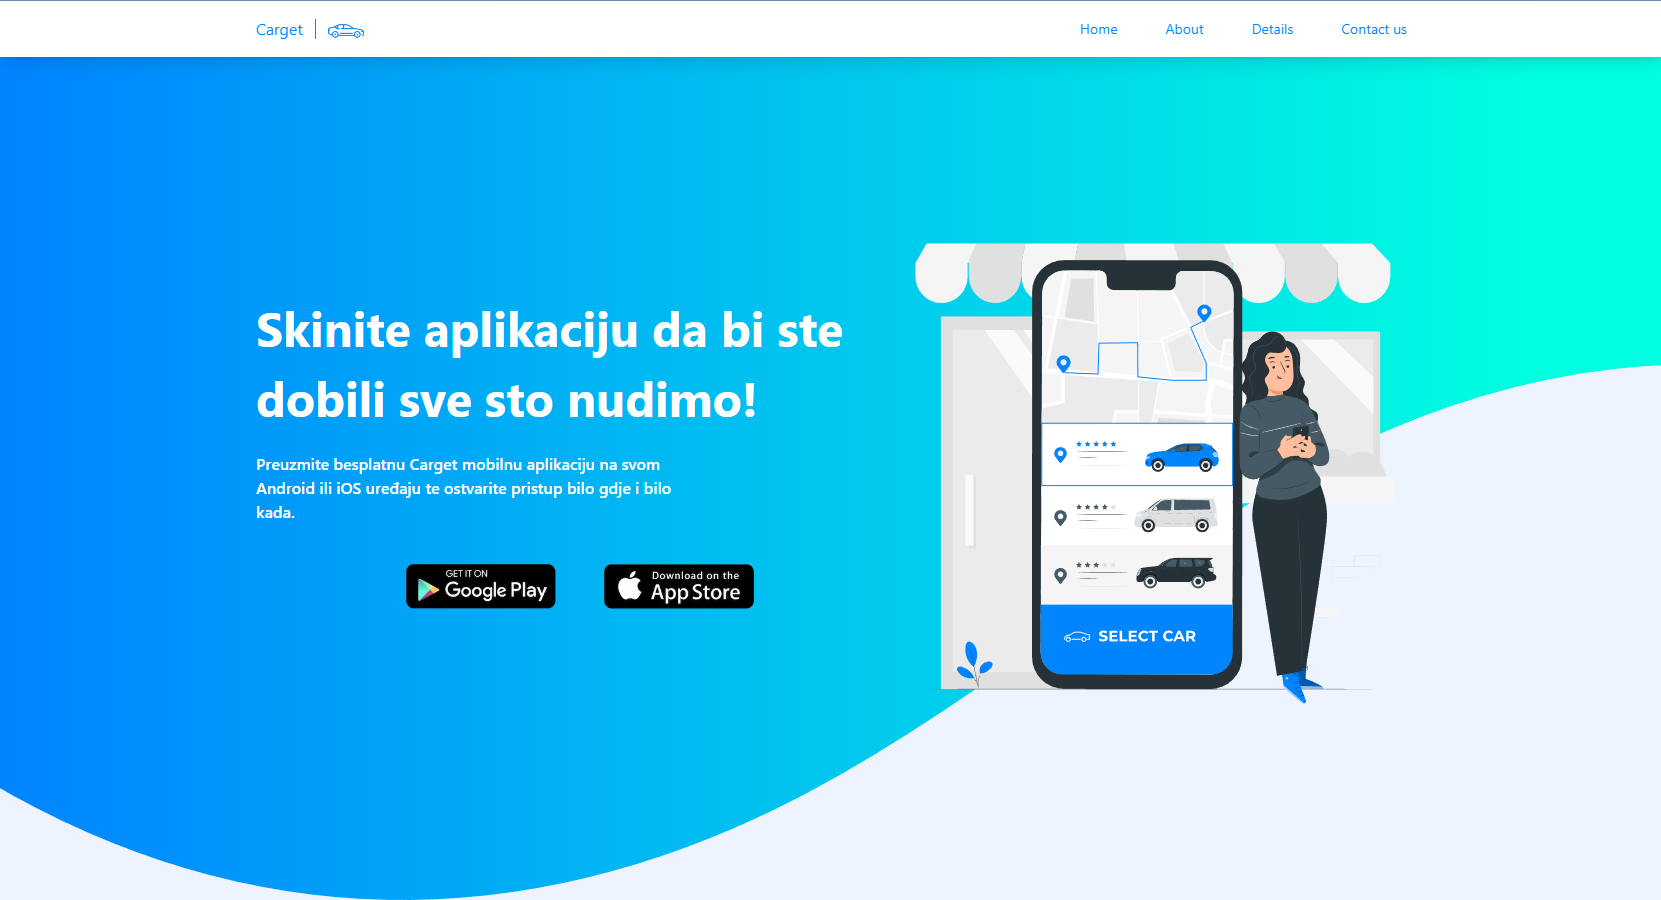 Carget
Home About Details Contact us
Skinite aplikaciju da bi ste
dobili sve sto nudimo!
Preuzmite besplatnu Carget mobilnu aplikaciju na svom
Android ili iOS uređaju te ostvarite pristup bilo gdje i bilo
kada.
GET IT ON
Google Play
Download on the
App Store
SELECT CAR